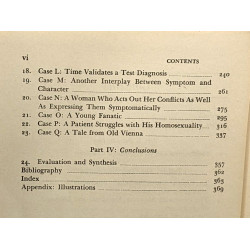 vi CONTENTS
18. Case L: Time Validates a Test Diagnosis 240
19. Case M: Another Interplay Between Symptom and
Character 261
20. Case N: A Woman Who Acts Out Her Conflicts As Well
As Expressing Them Symptomatically 275
21. Case O: A Young Fanatic 295
22. Case P: A Patient Struggles with His Homosexuality 316
23. Case Q: A Tale from Old Vienna 337
Part IV: Conclusions
24. Evaluation and Synthesis 357
Bibliography 362
Index 365
Appendix: Illustrations 369